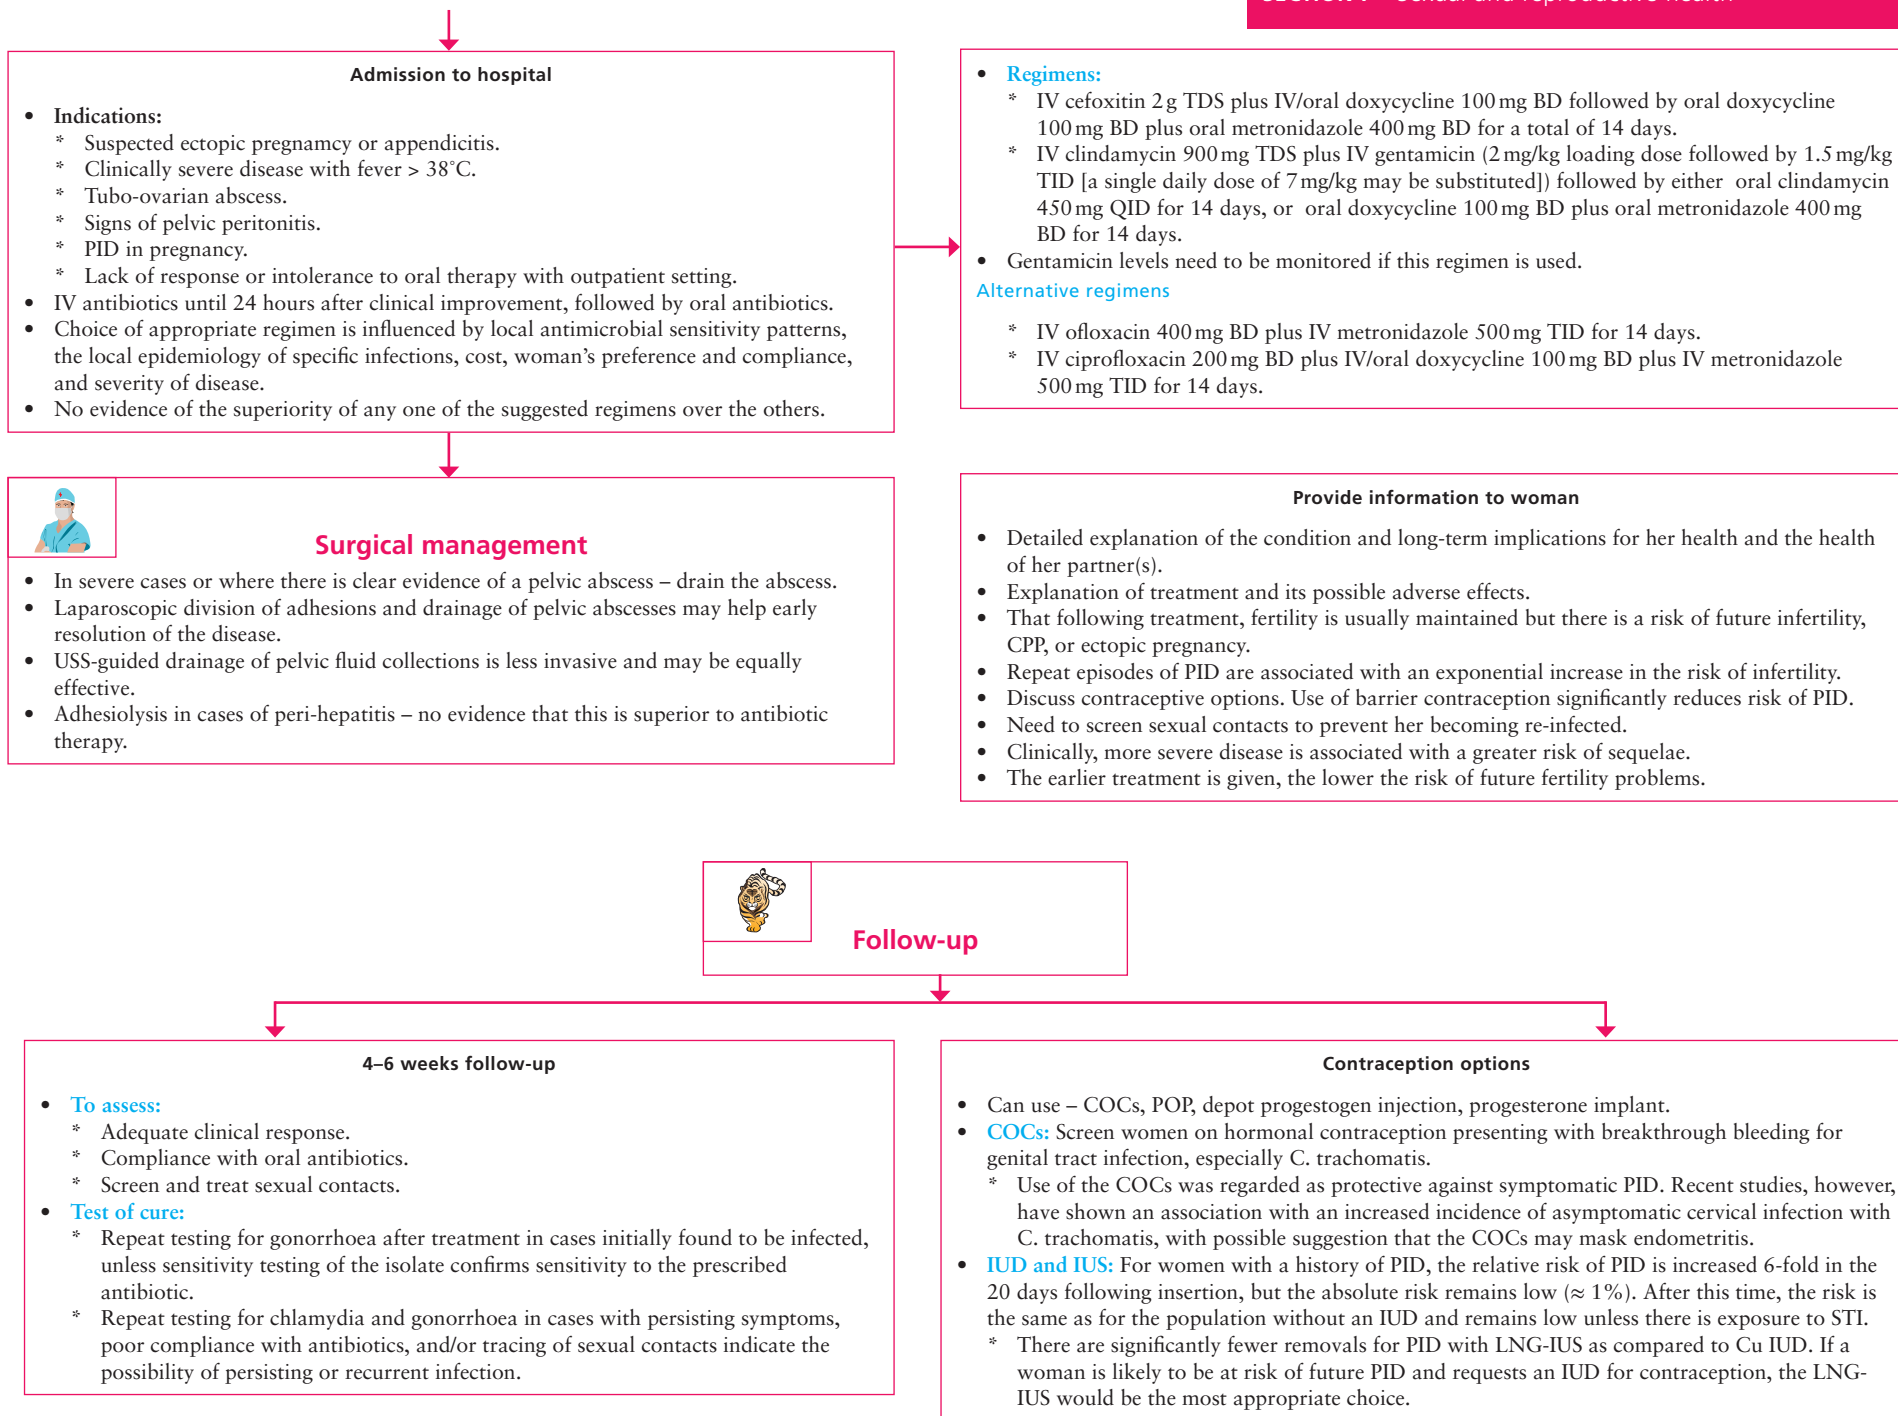 SECTION 7 Sexual and reproductive health
Admission to hospital
• Indications:
* Suspected ectopic pregnamcy or appendicitis.
* Clinically severe disease with fever > 38˚C.
* Tubo-ovarian abscess.
* Signs of pelvic peritonitis.
* PID in pregnancy.
* Lack of response or intolerance to oral therapy with outpatient setting.
• IV antibiotics until 24 hours after clinical improvement, followed by oral antibiotics.
• Choice of appropriate regimen is influenced by local antimicrobial sensitivity patterns,
the local epidemiology of specific infections, cost, woman's preference and compliance,
and severity of disease.
• No evidence of the superiority of any one of the suggested regimens over the others.
• Regimens:
* IV cefoxitin 2 g TDS plus IV/oral doxycycline 100 mg BD followed by oral doxycycline
100 mg BD plus oral metronidazole 400 mg BD for a total of 14 days.
* IV clindamycin 900 mg TDS plus IV gentamicin (2 mg/kg loading dose followed by 1.5 mg/kg
TID [a single daily dose of 7 mg/kg may be substituted]) followed by either oral clindamycin
450 mg QID for 14 days, or oral doxycycline 100 mg BD plus oral metronidazole 400 mg
BD for 14 days.
• Gentamicin levels need to be monitored if this regimen is used.
Alternative regimens
* IV ofloxacin 400 mg BD plus IV metronidazole 500 mg TID for 14 days.
* IV ciprofloxacin 200 mg BD plus IV/oral doxycycline 100 mg BD plus IV metronidazole
500 mg TID for 14 days.
Surgical management
• In severe cases or where there is clear evidence of a pelvic abscess – drain the abscess.
• Laparoscopic division of adhesions and drainage of pelvic abscesses may help early
resolution of the disease.
• USS-guided drainage of pelvic fluid collections is less invasive and may be equally
effective.
• Adhesiolysis in cases of peri-hepatitis – no evidence that this is superior to antibiotic
therapy.
Provide information to woman
• Detailed explanation of the condition and long-term implications for her health and the health
of her partner(s).
• Explanation of treatment and its possible adverse effects.
• That following treatment, fertility is usually maintained but there is a risk of future infertility,
CPP, or ectopic pregnancy.
• Repeat episodes of PID are associated with an exponential increase in the risk of infertility.
• Discuss contraceptive options. Use of barrier contraception significantly reduces risk of PID.
• Need to screen sexual contacts to prevent her becoming re-infected.
• Clinically, more severe disease is associated with a greater risk of sequelae.
• The earlier treatment is given, the lower the risk of future fertility problems.
Follow-up
4–6 weeks follow-up
• To assess:
* Adequate clinical response.
* Compliance with oral antibiotics.
* Screen and treat sexual contacts.
• Test of cure:
* Repeat testing for gonorrhoea after treatment in cases initially found to be infected,
unless sensitivity testing of the isolate confirms sensitivity to the prescribed
antibiotic.
* Repeat testing for chlamydia and gonorrhoea in cases with persisting symptoms,
poor compliance with antibiotics, and/or tracing of sexual contacts indicate the
possibility of persisting or recurrent infection.
Contraception options
• Can use – COCs, POP, depot progestogen injection, progesterone implant.
• COCs: Screen women on hormonal contraception presenting with breakthrough bleeding for
genital tract infection, especially C. trachomatis.
* Use of the COCs was regarded as protective against symptomatic PID. Recent studies, however,
have shown an association with an increased incidence of asymptomatic cervical infection with
C. trachomatis, with possible suggestion that the COCs may mask endometritis.
• IUD and IUS: For women with a history of PID, the relative risk of PID is increased 6-fold in the
20 days following insertion, but the absolute risk remains low (≈ 1%). After this time, the risk is
the same as for the population without an IUD and remains low unless there is exposure to STI.
* There are significantly fewer removals for PID with LNG-IUS as compared to Cu IUD. If a
woman is likely to be at risk of future PID and requests an IUD for contraception, the LNG-
IUS would be the most appropriate choice.